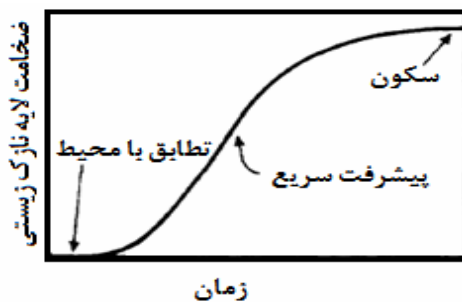 ضخامت لایه نازک زیستی
سکون
تطابق با محیط
پیشرفت سریع
زمان